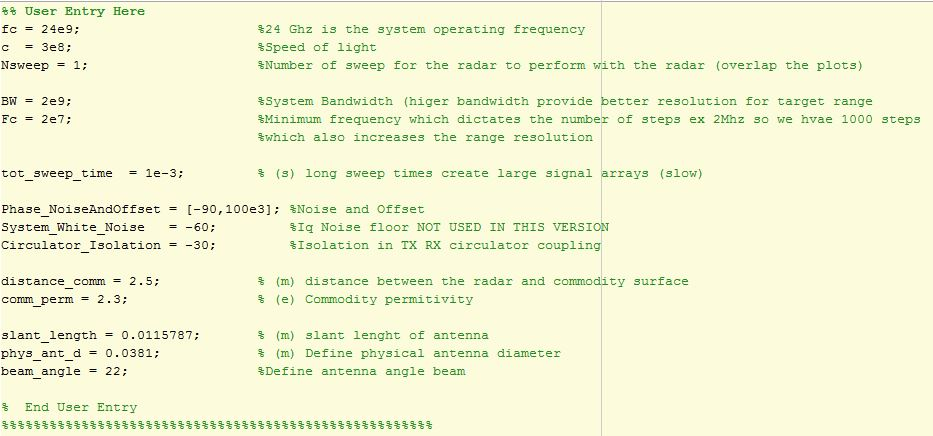 %% User Entry Here
fc = 24e9; %24 Ghz is the system operating frequency
c = 3e8; %Speed of light
Nsweep = 1; %Number of sweep for the radar to perform with the radar (overlap the plots)
BW = 2e9; %System Bandwidth (higer bandwidth provide better resolution for target range
Fc = 2e7; %Minimum frequency which dictates the number of steps ex 2Mhz so we hvae 1000 steps
%which also increases the range resolution
tot_sweep_time = 1e-3; % (s) long sweep times create large signal arrays (slow)
Phase_NoiseAndOffset = [-90,100e3]; %Noise and Offset
System_White_Noise = -60; %Iq Noise floor NOT USED IN THIS VERSION
Circulator_Isolation = -30; %Isolation in TX RX circulator coupling
distance_comm = 2.5; % (m) distance between the radar and commodity surface
comm_perm = 2.3; % (e) Commodity permitivity
slant_length = 0.0115787; % (m) slant lenght of antenna
phys_ant_d = 0.0381; % (m) Define physical antenna diameter
beam_angle = 22; %Define antenna angle beam
% End User Entry
%%%%%%%%%%%%%%%%%%%%%%%%%%%%%%%%%%%%%%%%%%%%%%%%%%%%%%